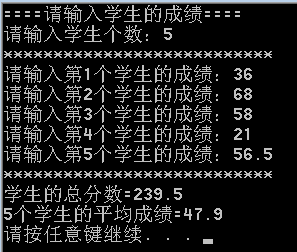 ====请输入学生的成绩====
请输入学生个数：5
**************************
请输入第1个学生的成绩：36
请输入第2个学生的成绩：68
请输入第3个学生的成绩：58
请输入第4个学生的成绩：21
请输入第5个学生的成绩：56.5
**************************
学生的总分数=239.5
5个学生的平均成绩=47.9
请按任意键继续. . .